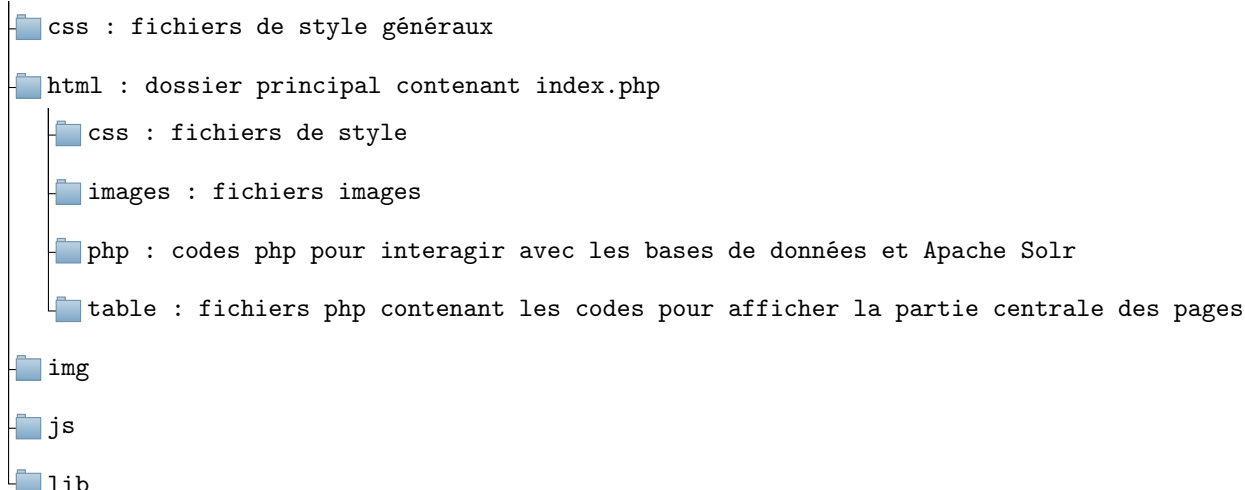 css : fichiers de style généraux
html : dossier principal contenant index.php
css : fichiers de style
images : fichiers images
php : codes php pour interagir avec les bases de données et Apache Solr
table : fichiers php contenant les codes pour afficher la partie centrale des pages
img
js
lib